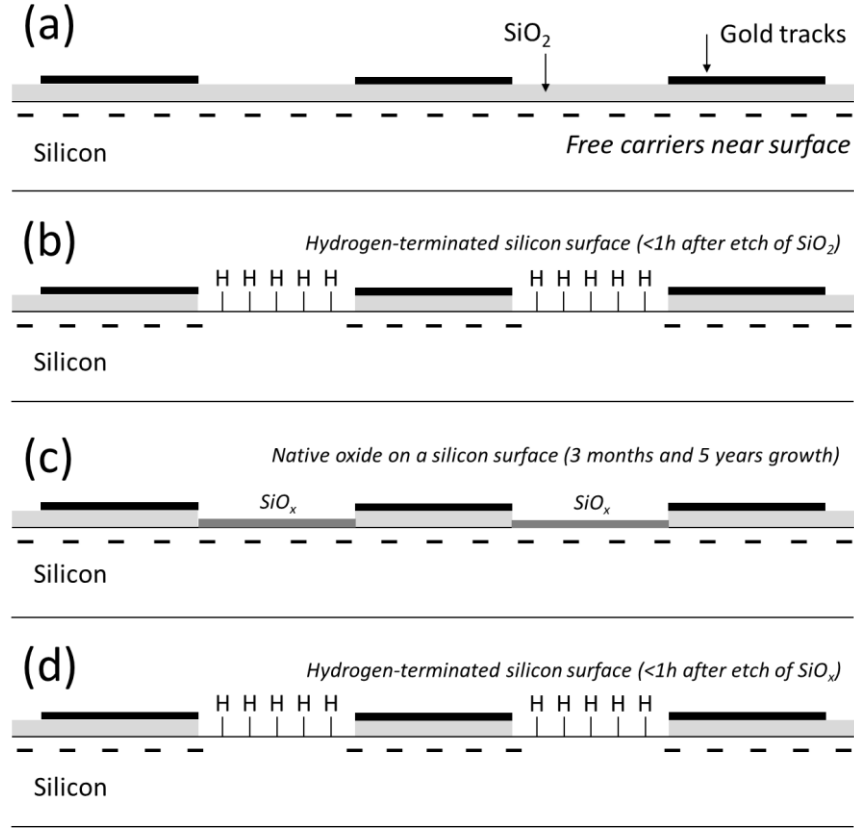 (a)
SiO2
Gold tracks
Free carriers near surface
Silicon
(b)
Hydrogen-terminated silicon surface (<1h after etch of SiO2)
H H H H H H H H H H
Silicon
(c)
Native oxide on a silicon surface (3 months and 5 years growth)
SiOx SiOx
Silicon
(d)
Hydrogen-terminated silicon surface (<1h after etch of SiOx)
H H H H H H H H H H
Silicon